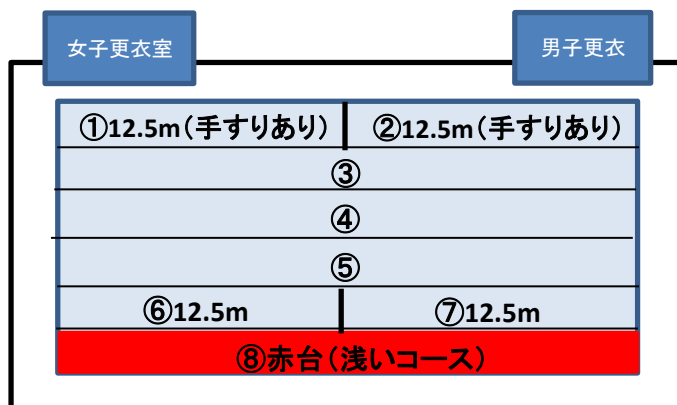 女子更衣室
男子更衣
①12.5m(手すりあり)
②12.5m(手すりあり)
③
④
⑤
⑥12.5m
⑦12.5m
⑧赤台(浅いコース)